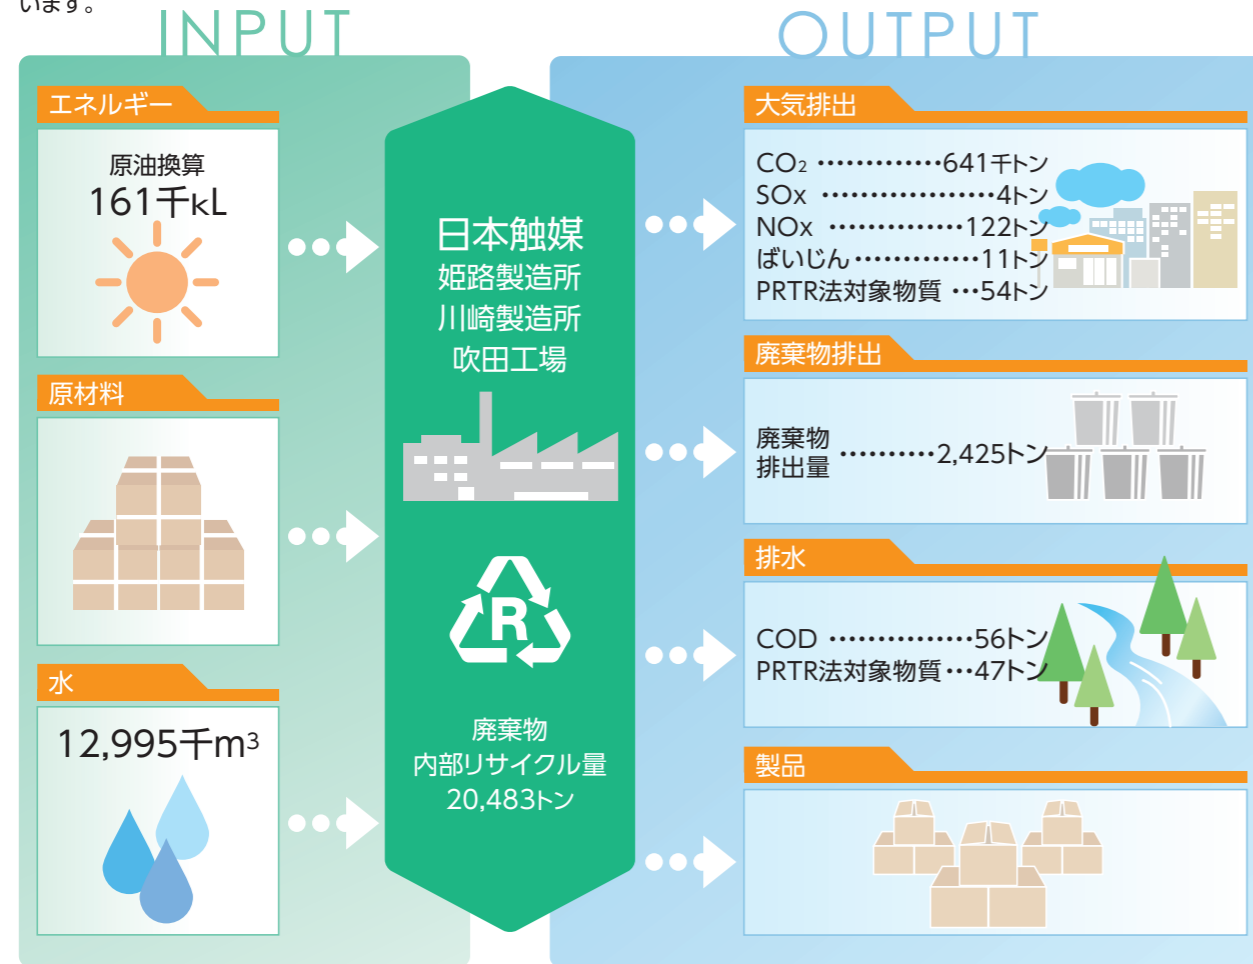 います。
INPUT
エネルギー
原油換算
161千kL
原材料
水
12,995千m³
日本触媒
姫路製造所
川崎製造所
吹田工場
R
廃棄物
内部リサイクル量
20,483トン
OUTPUT
大気排出
CO₂ ・・・・・・・・・・・・・641千トン
SOx ・・・・・・・・・・・・・・・・・・4トン
NOx ・・・・・・・・・・・・・・122トン
ばいじん・・・・・・・・・・・・・11トン
PRTR法対象物質 ・・・54トン
廃棄物排出
廃棄物
排出量 ・・・・・・・・・・2,425トン
排水
COD ・・・・・・・・・・・・・・・56トン
PRTR法対象物質・・・47トン
製品